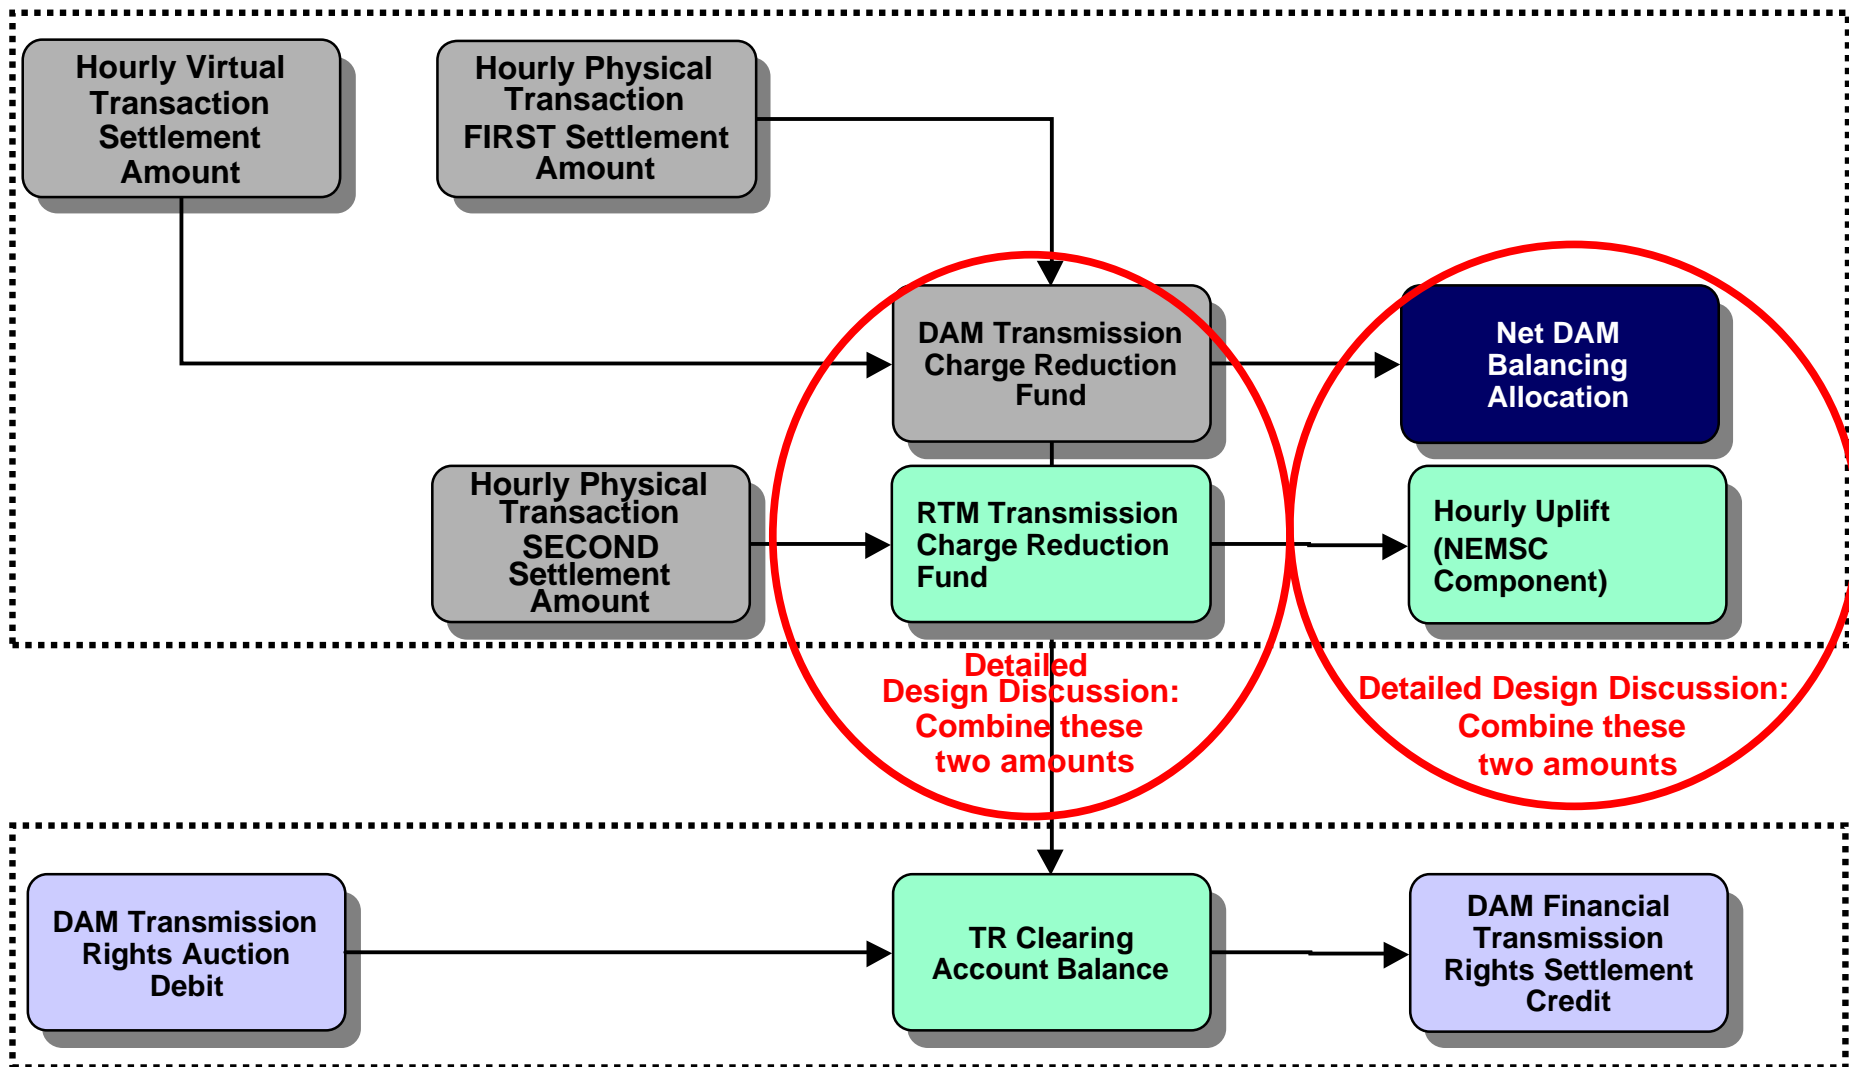 Hourly Virtual
Transaction
Settlement
Amount
Hourly Physical
Transaction
FIRST Settlement
Amount
DAM Transmission
Charge Reduction
Fund
Net DAM
Balancing
Allocation
Hourly Physical
Transaction
SECOND
Settlement
Amount
RTM Transmission
Charge Reduction
Fund
Hourly Uplift
(NEMSC
Component)
Detailed
Design Discussion:
Combine these
two amounts
Detailed Design Discussion:
Combine these
two amounts
DAM Transmission
Rights Auction
Debit
TR Clearing
Account Balance
DAM Financial
Transmission
Rights Settlement
Credit